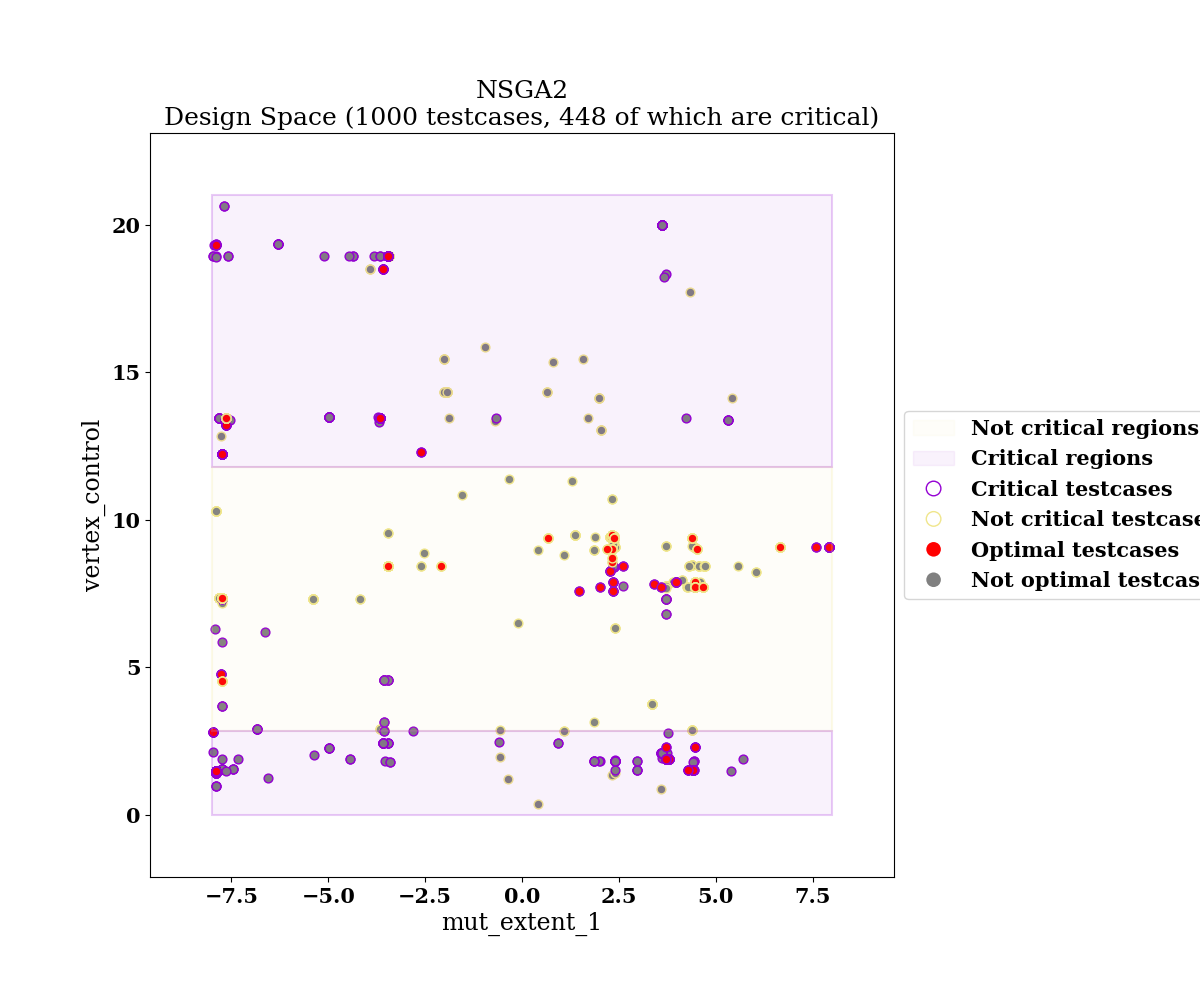 NSGA2
Design Space (1000 testcases, 448 of which are critical)
20
15
10
5
0
vertex_control
−7.5 −5.0 −2.5 0.0 2.5 5.0 7.5
mut_extent_1
Not critical regions
Critical regions
Critical testcases
Not critical testcase
Optimal testcases
Not optimal testcas